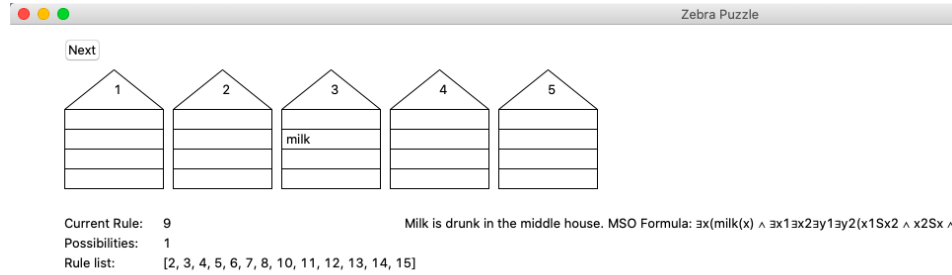 Zebra Puzzle
Next
1 2 3 4 5
milk
Current Rule: 9 Milk is drunk in the middle house. MSO Formula: ∃x(milk(x) ∧ ∃x1∃x2∃y1∃y2(x1Sx2 ∧ x2Sx ∧
Possibilities: 1
Rule list: [2, 3, 4, 5, 6, 7, 8, 10, 11, 12, 13, 14, 15]